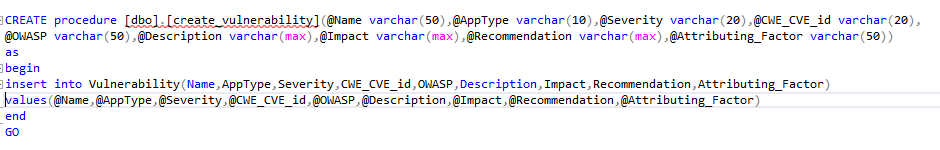 CREATE procedure [dbo].[create_vulnerability](@Name varchar(50),@AppType varchar(10),@Severity varchar(20),@CWE_CVE_id varchar(20),
@OWASP varchar(50),@Description varchar(max),@Impact varchar(max),@Recommendation varchar(max),@Attributing_Factor varchar(50))
as
begin
insert into Vulnerability(Name,AppType,Severity,CWE_CVE_id,OWASP,Description,Impact,Recommendation,Attributing_Factor)
values(@Name,@AppType,@Severity,@CWE_CVE_id,@OWASP,@Description,@Impact,@Recommendation,@Attributing_Factor)
end
GO